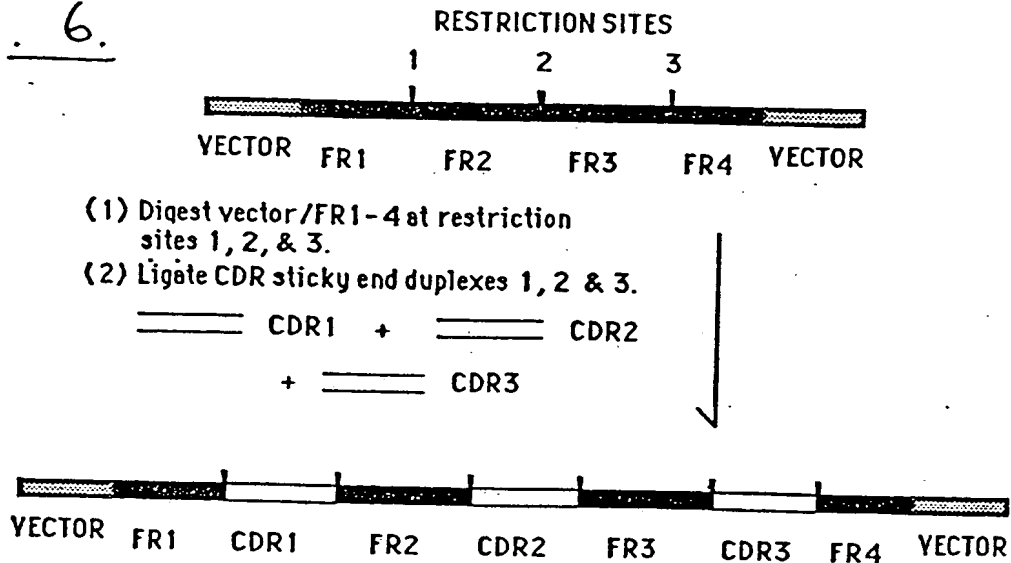 . 6.
RESTRICTION SITES
1 2 3
VECTOR FR1 FR2 FR3 FR4 VECTOR
(1) Digest vector/FR1-4 at restriction
sites 1, 2, & 3.
(2) Ligate CDR sticky end duplexes 1, 2 & 3.
CDR1 + CDR2
+ CDR3
VECTOR FR1 CDR1 FR2 CDR2 FR3 CDR3 FR4 VECTOR